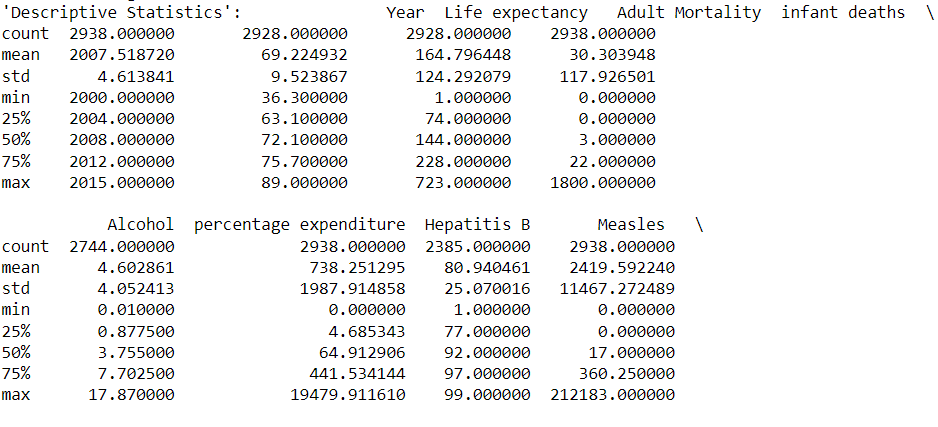 'Descriptive Statistics':               Year  Life expectancy   Adult Mortality  infant deaths  \
count  2938.000000       2928.000000      2928.000000    2938.000000
mean   2007.518720         69.224932       164.796448      30.303948
std       4.613841          9.523867       124.292079     117.926501
min    2000.000000         36.300000         1.000000       0.000000
25%    2004.000000         63.100000        74.000000       0.000000
50%    2008.000000         72.100000       144.000000       3.000000
75%    2012.000000         75.700000       228.000000      22.000000
max    2015.000000         89.000000       723.000000    1800.000000
           Alcohol  percentage expenditure  Hepatitis B       Measles   \
count  2744.000000             2938.000000  2385.000000    2938.000000
mean      4.602861              738.251295    80.940461    2419.592240
std       4.052413             1987.914858    25.070016   11467.272489
min       0.010000                0.000000     1.000000       0.000000
25%       0.877500                4.685343    77.000000       0.000000
50%       3.755000               64.912906    92.000000      17.000000
75%       7.702500              441.534144    97.000000     360.250000
max      17.870000            19479.911610    99.000000  212183.000000